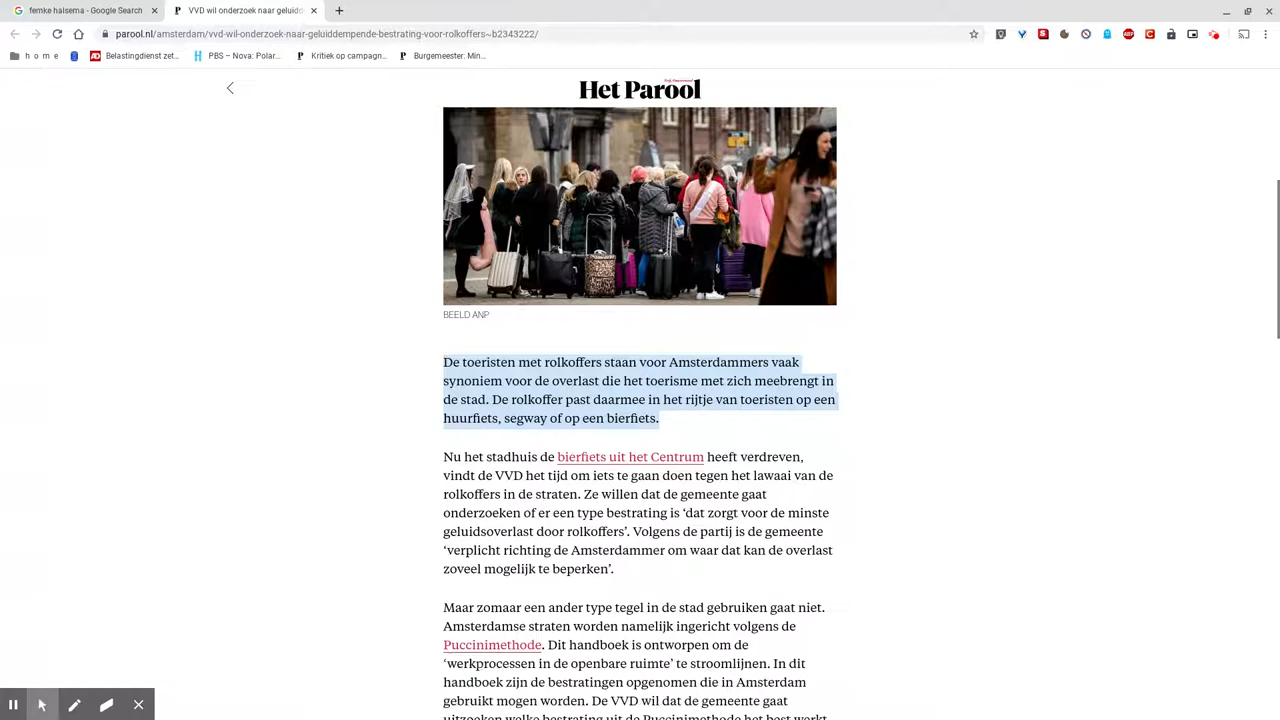 femke halsema - Google Search
VVD wil onderzoek naar geluid
parool.nl/amsterdam/vvd-wil-onderzoek-naar-geluiddempende-bestrating-voor-rolkoffers~b2343222/
h o m e
Belastingdienst zet...
PBS – Nova: Polar...
Kritiek op campagn...
Burgemeester. Min...
Het Parool
BEELD ANP
De toeristen met rolkoffers staan voor Amsterdammers vaak
synoniem voor de overlast die het toerisme met zich meebrengt in
de stad. De rolkoffer past daarmee in het rijtje van toeristen op een
huurfiets, segway of op een bierfiets.
Nu het stadhuis de bierfiets uit het Centrum heeft verdreven,
vindt de VVD het tijd om iets te gaan doen tegen het lawaai van de
rolkoffers in de straten. Ze willen dat de gemeente gaat
onderzoeken of er een type bestrating is ‘dat zorgt voor de minste
geluidsoverlast door rolkoffers’. Volgens de partij is de gemeente
‘verplicht richting de Amsterdammer om waar dat kan de overlast
zoveel mogelijk te beperken’.
Maar zomaar een ander type tegel in de stad gebruiken gaat niet.
Amsterdamse straten worden namelijk ingericht volgens de
Puccinimethode. Dit handboek is ontworpen om de
‘werkprocessen in de openbare ruimte’ te stroomlijnen. In dit
handboek zijn de bestratingen opgenomen die in Amsterdam
gebruikt mogen worden. De VVD wil dat de gemeente gaat
uitzoeken welke bestrating uit de Puccinimethode het best werkt